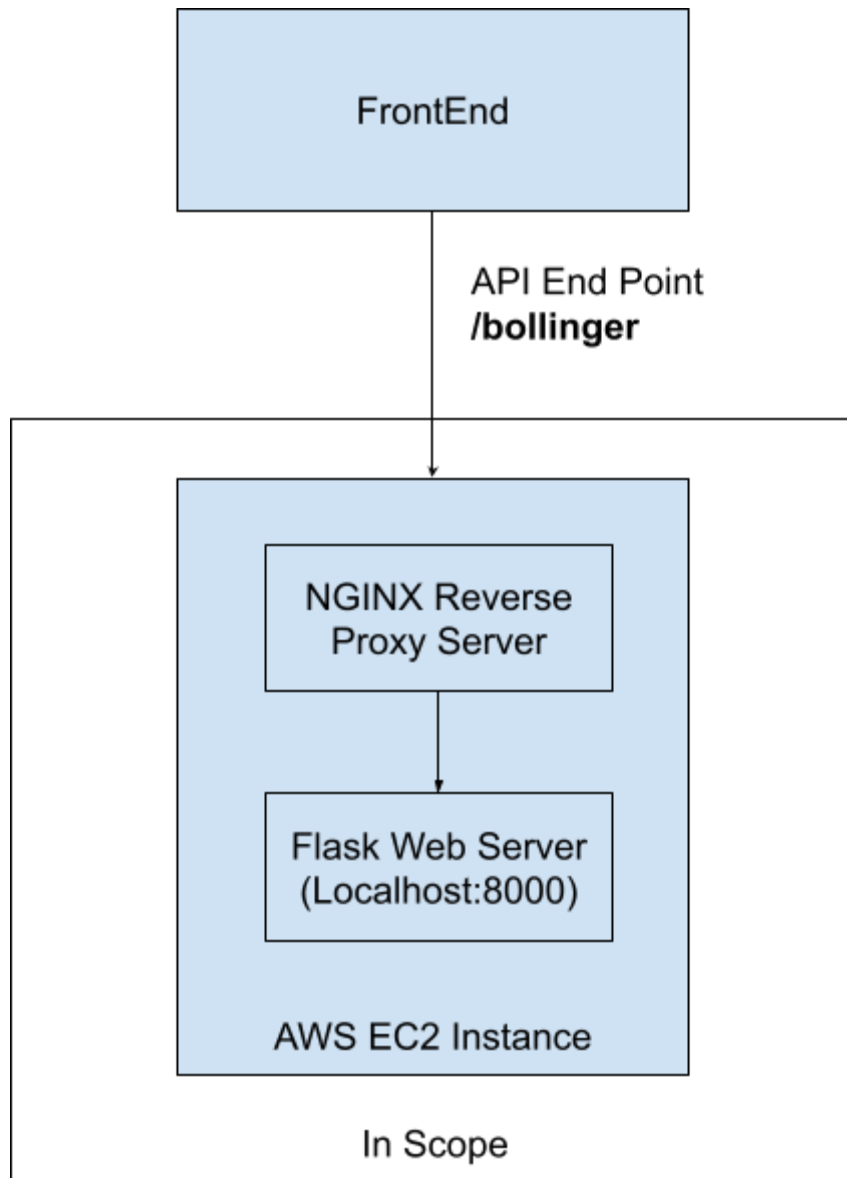 FrontEnd
API End Point
/bollinger
NGINX Reverse
Proxy Server
Flask Web Server
(Localhost:8000)
AWS EC2 Instance
In Scope